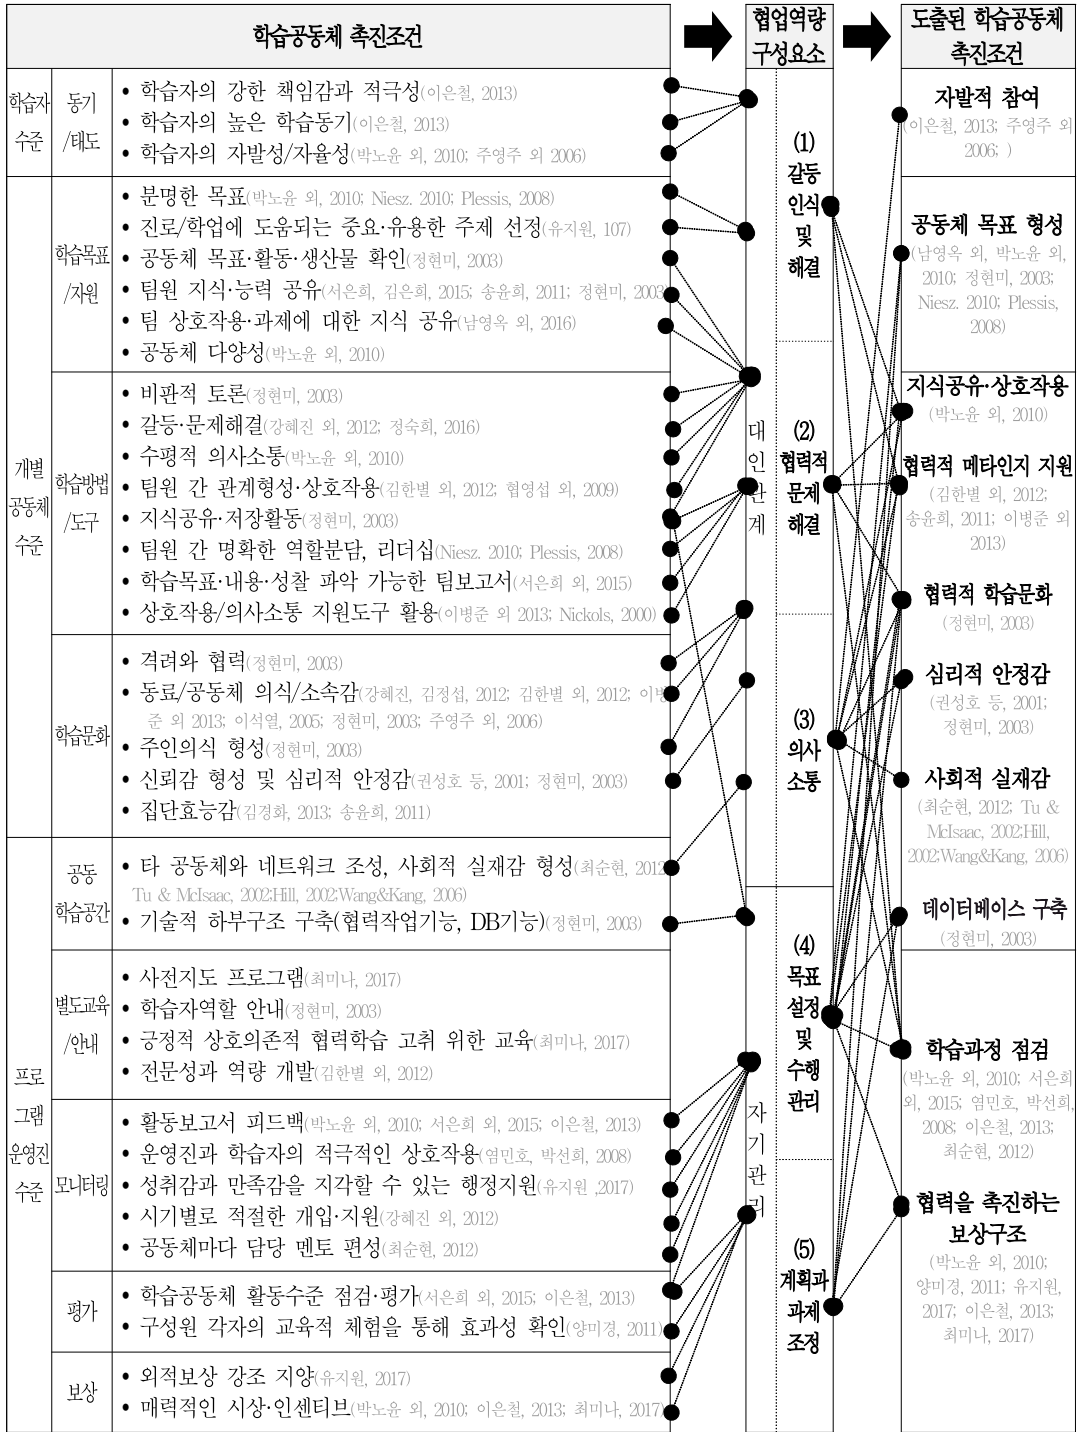 학습공동체 촉진조건
협업역량
구성요소
도출된 학습공동체
촉진조건
학습자
수준
동기
/태도
• 학습자의 강한 책임감과 적극성(이은철, 2013)
• 학습자의 높은 학습동기(이은철, 2013)
• 학습자의 자발성/자율성(박노윤 외, 2010; 주영주 외 2006)
개별
공동체
수준
학습목표
/자원
• 분명한 목표(박노윤 외, 2010; Niesz. 2010; Plessis, 2008)
• 진로/학업에 도움되는 중요·유용한 주제 선정(유지원, 107)
• 공동체 목표·활동·생산물 확인(정현미, 2003)
• 팀원 지식·능력 공유(서은희, 김은희, 2015; 송윤희, 2011; 정현미, 2003
• 팀 상호작용·과제에 대한 지식 공유(남영옥 외, 2016)
• 공동체 다양성(박노윤 외, 2010)
학습방법
/도구
• 비판적 토론(정현미, 2003)
• 갈등·문제해결(강혜진 외, 2012; 정숙희, 2016)
• 수평적 의사소통(박노윤 외, 2010)
• 팀원 간 관계형성·상호작용(김한별 외, 2012; 협영섭 외, 2009)
• 지식공유·저장활동(정현미, 2003)
• 팀원 간 명확한 역할분담, 리더십(Niesz. 2010; Plessis, 2008)
• 학습목표·내용·성찰 파악 가능한 팀보고서(서은희 외, 2015)
• 상호작용/의사소통 지원도구 활용(이병준 외 2013; Nickols, 2000)
학습문화
• 격려와 협력(정현미, 2003)
• 동료/공동체 의식/소속감(강혜진, 김정섭, 2012; 김한별 외, 2012; 이병
준 외 2013; 이석열, 2005; 정현미, 2003; 주영주 외, 2006)
• 주인의식 형성(정현미, 2003)
• 신뢰감 형성 및 심리적 안정감(권성호 등, 2001; 정현미, 2003)
• 집단효능감(김경화, 2013; 송윤희, 2011)
프로
그램
운영진
수준
공동
학습공간
• 타 공동체와 네트워크 조성, 사회적 실재감 형성(최순현, 2012
Tu & McIsaac, 2002;Hill, 2002;Wang&Kang, 2006)
• 기술적 하부구조 구축(협력작업기능, DB기능)(정현미, 2003)
별도교육
/안내
• 사전지도 프로그램(최미나, 2017)
• 학습자역할 안내(정현미, 2003)
• 긍정적 상호의존적 협력학습 고취 위한 교육(최미나, 2017)
• 전문성과 역량 개발(김한별 외, 2012)
모니터링
• 활동보고서 피드백(박노윤 외, 2010; 서은희 외, 2015; 이은철, 2013)
• 운영진과 학습자의 적극적인 상호작용(염민호, 박선희, 2008)
• 성취감과 만족감을 지각할 수 있는 행정지원(유지원 ,2017)
• 시기별로 적절한 개입·지원(강혜진 외, 2012)
• 공동체마다 담당 멘토 편성(최순현, 2012)
평가
• 학습공동체 활동수준 점검·평가(서은희 외, 2015; 이은철, 2013)
• 구성원 각자의 교육적 체험을 통해 효과성 확인(양미경, 2011)
보상
• 외적보상 강조 지양(유지원, 2017)
• 매력적인 시상·인센티브(박노윤 외, 2010; 이은철, 2013; 최미나, 2017)
대
인
관
계
(1)
갈등
인식
및
해결
(2)
협력적
문제
해결
(3)
의사
소통
자
기
관
리
(4)
목표
설정
및
수행
관리
(5)
계획과
과제
조정
자발적 참여
(이은철, 2013; 주영주 외
2006; )
공동체 목표 형성
(남영옥 외, 박노윤 외,
2010; 정현미, 2003;
Niesz. 2010; Plessis,
2008)
지식공유·상호작용
(박노윤 외, 2010)
협력적 메타인지 지원
(김한별 외, 2012;
송윤희, 2011; 이병준 외
2013)
협력적 학습문화
(정현미, 2003)
심리적 안정감
(권성호 등, 2001;
정현미, 2003)
사회적 실재감
(최순현, 2012; Tu &
McIsaac, 2002;Hill,
2002;Wang&Kang, 2006)
데이터베이스 구축
(정현미, 2003)
학습과정 점검
(박노윤 외, 2010; 서은희
외, 2015; 염민호, 박선희,
2008; 이은철, 2013;
최순현, 2012)
협력을 촉진하는
보상구조
(박노윤 외, 2010;
양미경, 2011; 유지원,
2017; 이은철, 2013;
최미나, 2017)